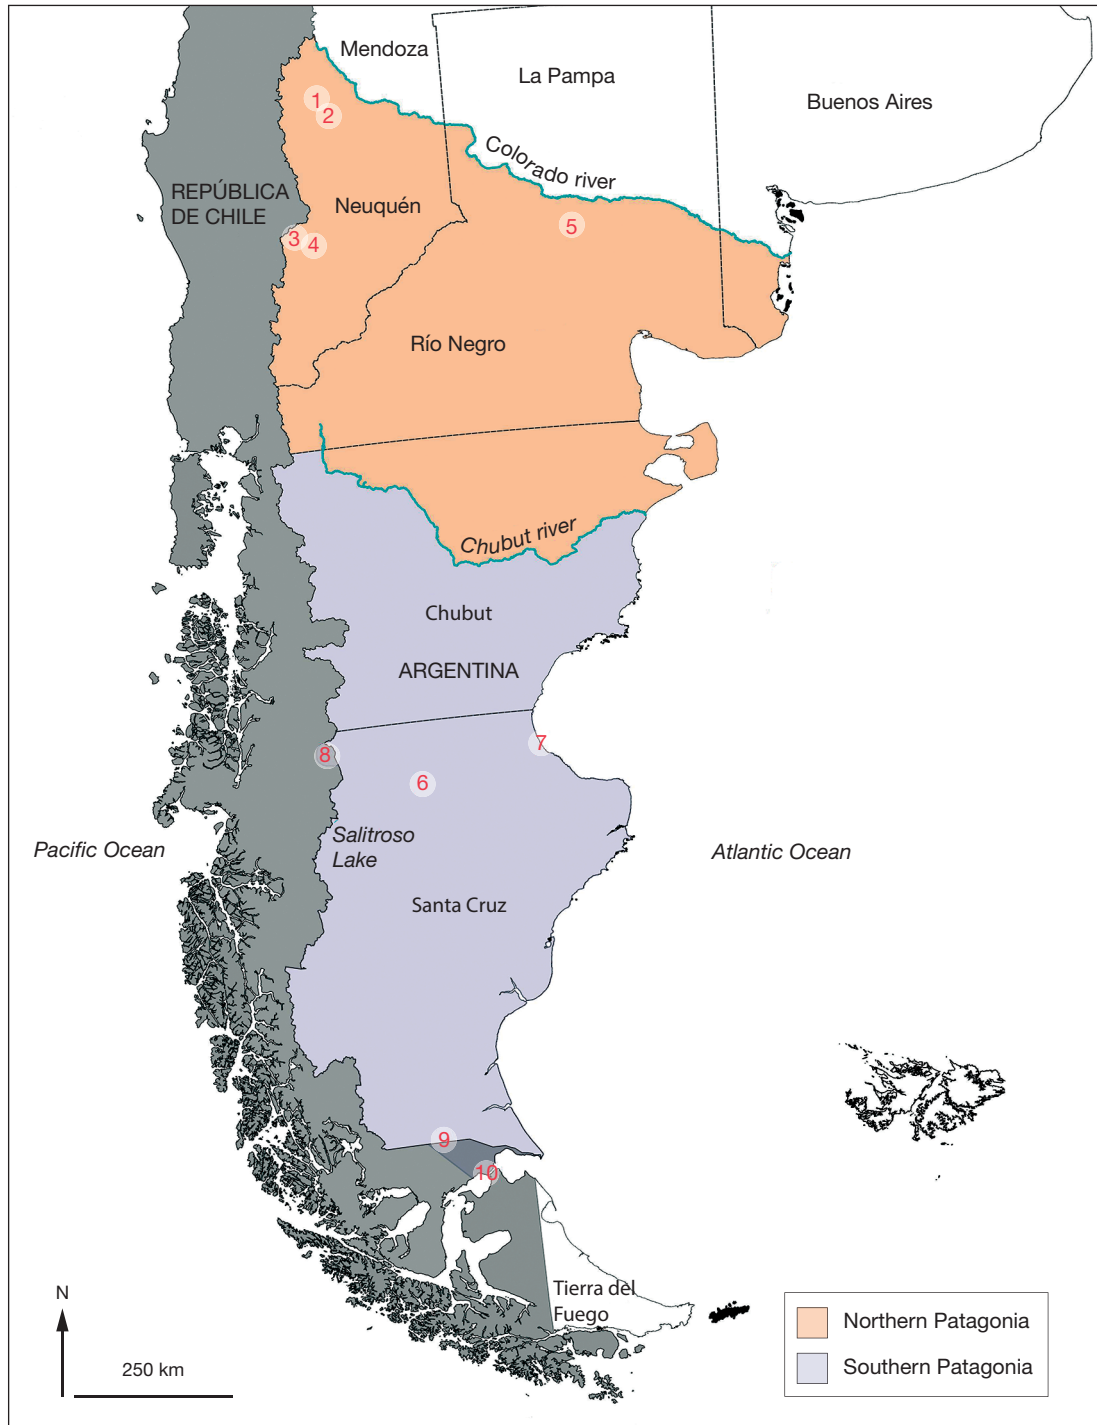 Mendoza
La Pampa
Buenos Aires
1
2
Colorado river
REPÚBLICA
DE CHILE
Neuquén
3
4
5
Río Negro
Chubut river
Chubut
ARGENTINA
7
8
6
Pacific Ocean
Salitroso
Lake
Atlantic Ocean
Santa Cruz
9
10
Tierra del
Fuego
N
250 km
Northern Patagonia
Southern Patagonia